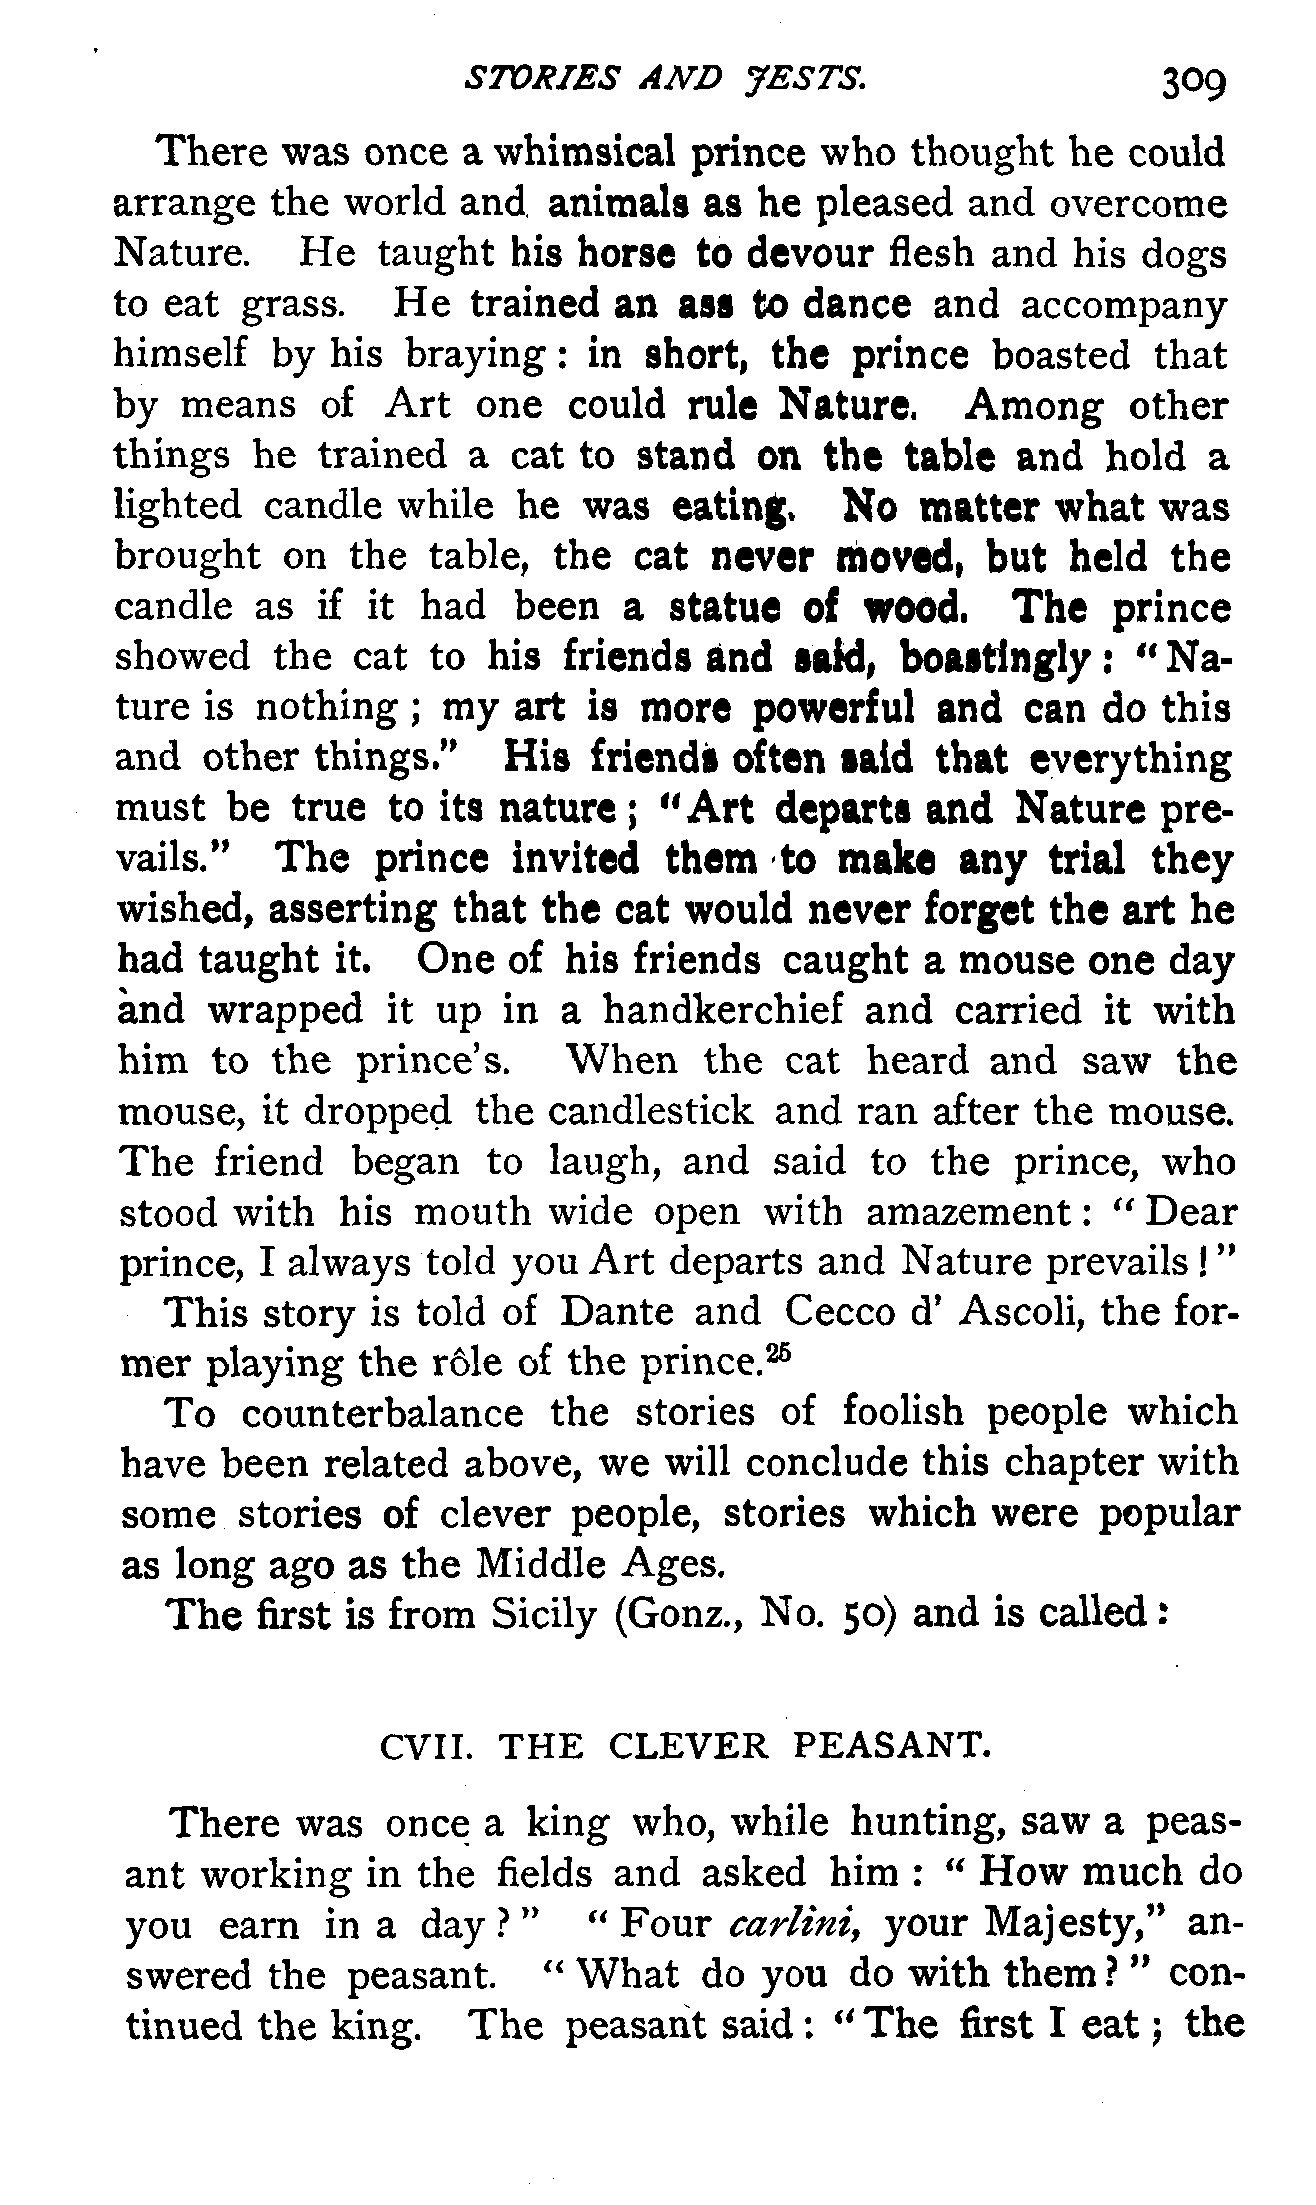 STORIES AND JESTS. 309
There was once a whimsical prince who thought he could
arrange the world and animals as he pleased and overcome
Nature. He taught his horse to devour flesh and his dogs
to eat grass. He trained an ass to dance and accompany
himself by his braying : in short, the prince boasted that
by means of Art one could rule Nature. Among other
things he trained a cat to stand on the table and hold a
lighted candle while he was eating. No matter what was
brought on the table, the cat never moved, but held the
candle as if it had been a statue of wood. The prince
showed the cat to his friends and said, boastingly : " Na-
ture is nothing ; my art is more powerful and can do this
and other things." His friends often said that everything
must be true to its nature ; " Art departs and Nature pre-
vails." The prince invited them to make any trial they
wished, asserting that the cat would never forget the art he
had taught it. One of his friends caught a mouse one day
and wrapped it up in a handkerchief and carried it with
him to the prince's. When the cat heard and saw the
mouse, it dropped the candlestick and ran after the mouse.
The friend began to laugh, and said to the prince, who
stood with his mouth wide open with amazement : " Dear
prince, I always told you Art departs and Nature prevails ! "
This story is told of Dante and Cecco d' Ascoli, the for-
mer playing the rôle of the prince.²⁵
To counterbalance the stories of foolish people which
have been related above, we will conclude this chapter with
some stories of clever people, stories which were popular
as long ago as the Middle Ages.
The first is from Sicily (Gonz., No. 50) and is called :
CVII. THE CLEVER PEASANT.
There was once a king who, while hunting, saw a peas-
ant working in the fields and asked him : " How much do
you earn in a day ? " " Four carlini, your Majesty," an-
swered the peasant. " What do you do with them ? " con-
tinued the king. The peasant said : " The first I eat ; the